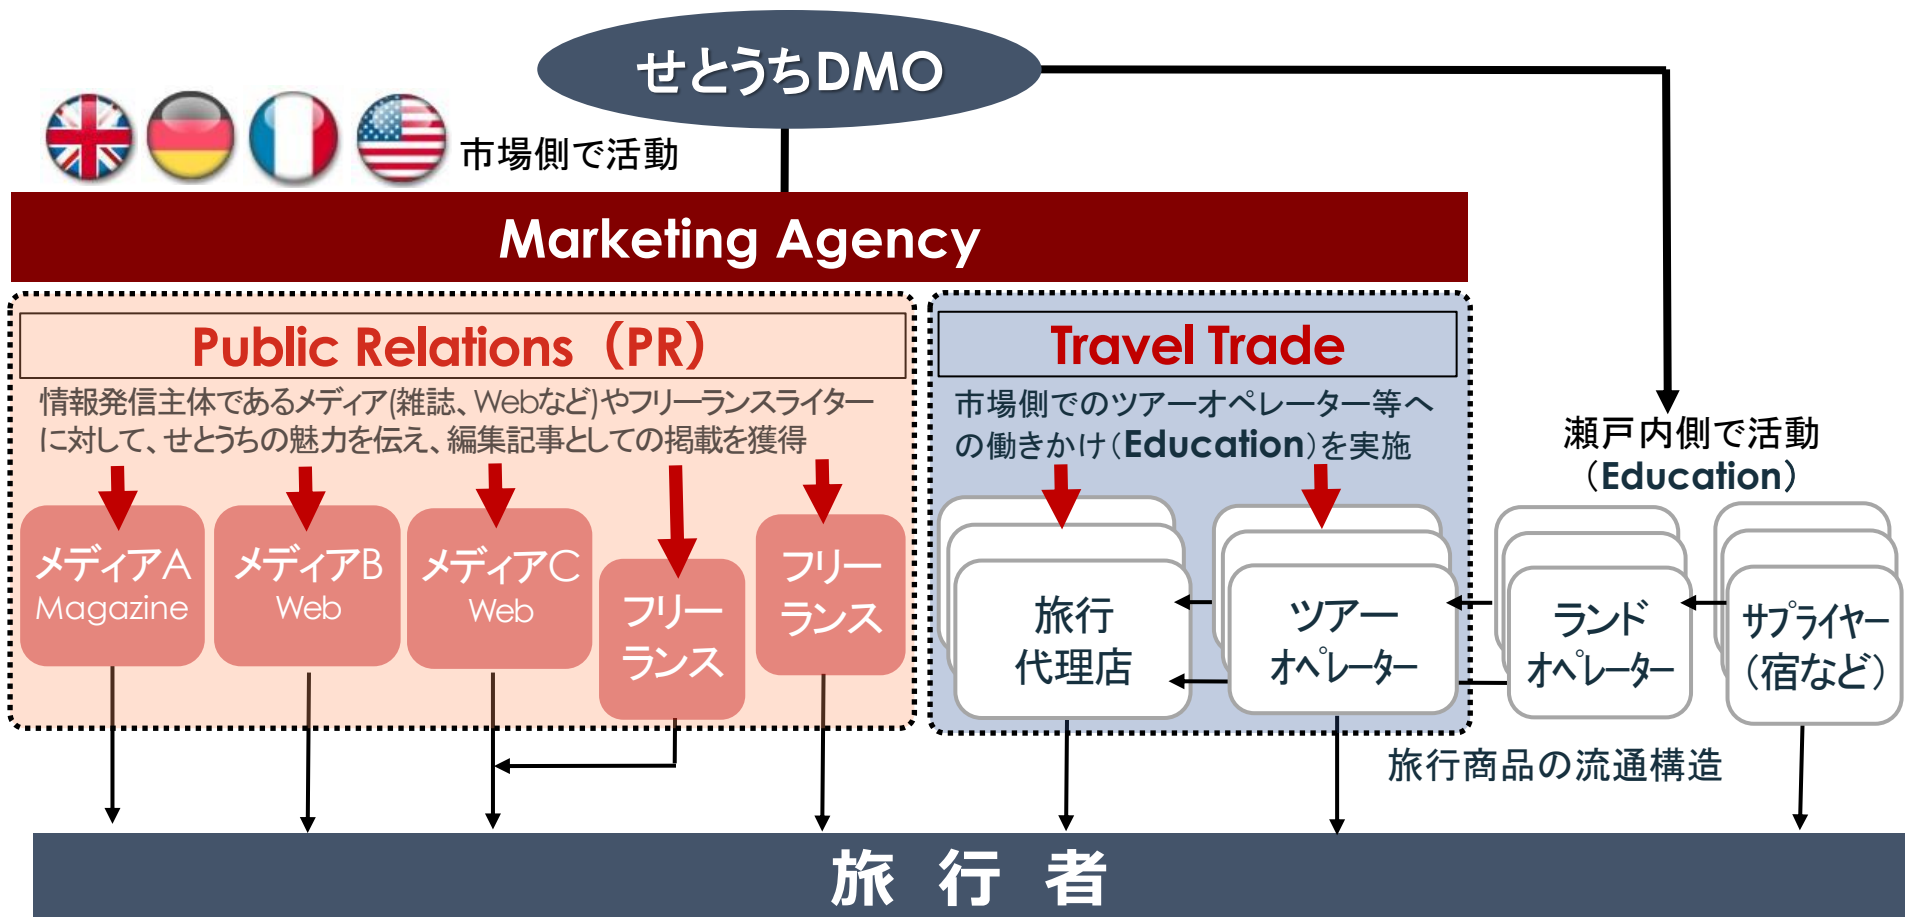 せとうちDMO
市場側で活動
Marketing Agency
Public Relations（PR）
情報発信主体であるメディア(雑誌、Webなど)やフリーランスライター
に対して、せとうちの魅力を伝え、編集記事としての掲載を獲得
メディアA
Magazine
メディアB
Web
メディアC
Web
フリー
ランス
フリー
ランス
Travel Trade
市場側でのツアーオペレーター等へ
の働きかけ（Education）を実施
旅行
代理店
ツアー
オペレーター
瀬戸内側で活動
（Education）
ランド
オペレーター
サプライヤー
（宿など）
旅行商品の流通構造
旅 行 者